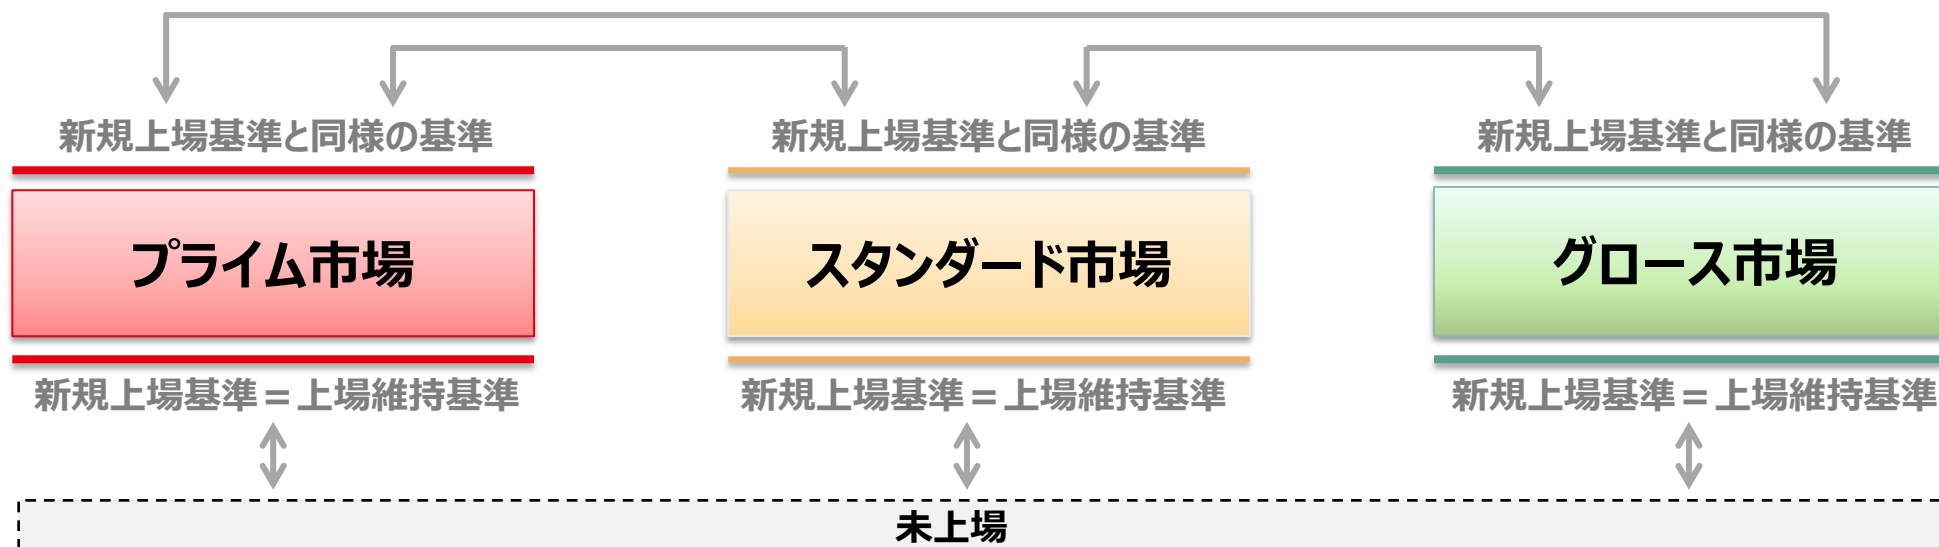 新規上場基準と同様の基準
新規上場基準と同様の基準
新規上場基準と同様の基準
プライム市場
スタンダード市場
グロース市場
新規上場基準＝上場維持基準
新規上場基準＝上場維持基準
新規上場基準＝上場維持基準
未上場